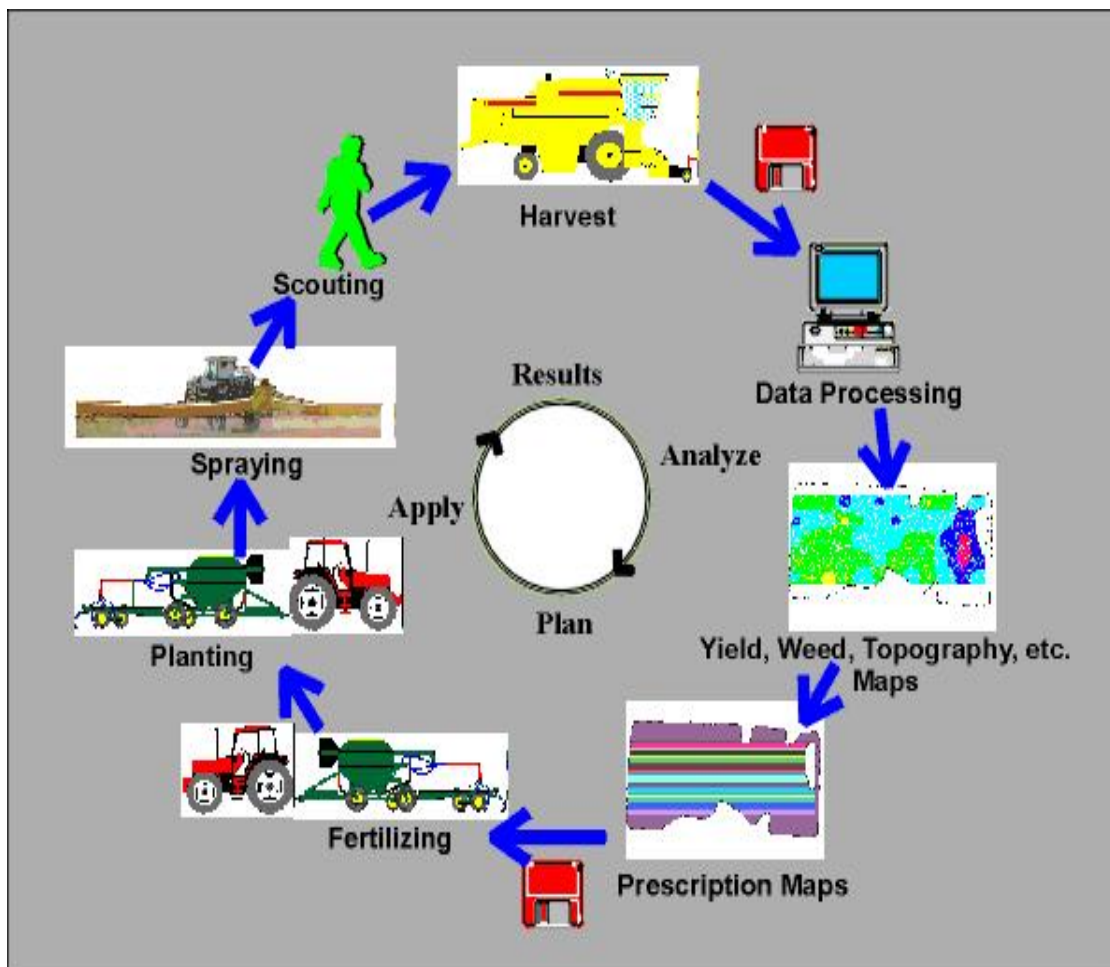 Harvest
Scouting
Data Processing
Results
Spraying
Analyze
Apply
Plan
Planting
Yield, Weed, Topography, etc.
Maps
Fertilizing
Prescription Maps